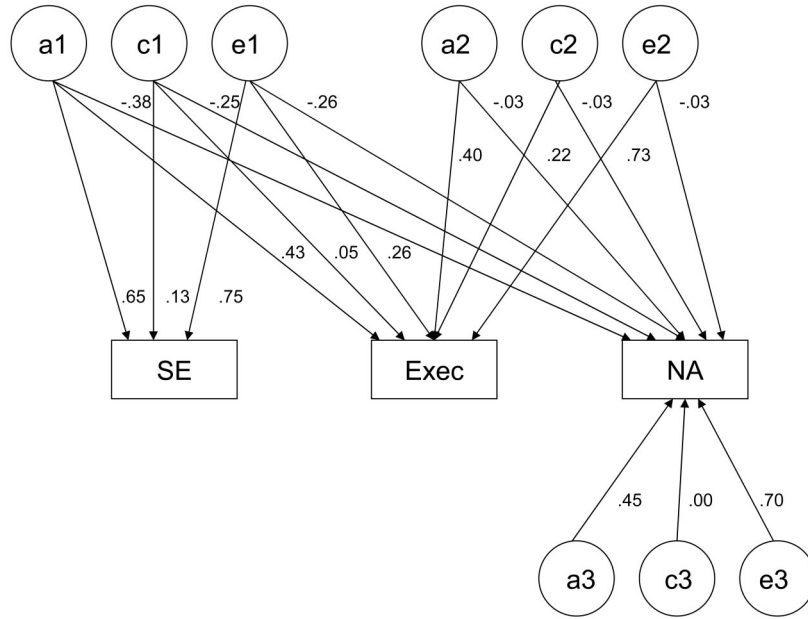 a1 c1 e1 a2 c2 e2
-.38 -.25 -.26 -.03 -.03 -.03
.40 .22 .73
.43 .05 .26
.65 .13 .75
SE Exec NA
.45 .00 .70
a3 c3 e3